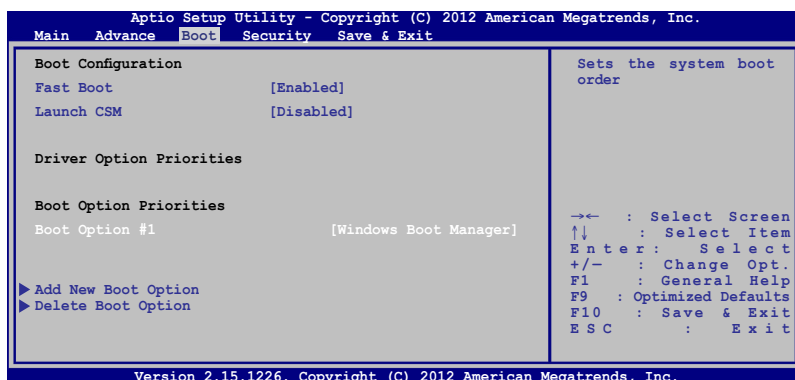 Aptio Setup Utility - Copyright (C) 2012 American Megatrends, Inc.
Main Advance Boot Security Save & Exit
Boot Configuration
Fast Boot [Enabled]
Launch CSM [Disabled]
Driver Option Priorities
Boot Option Priorities
Boot Option #1 [Windows Boot Manager]
Add New Boot Option
Delete Boot Option
Sets the system boot
order
→← : Select Screen
↑↓ : Select Item
Enter: Select
+/— : Change Opt.
F1 : General Help
F9 : Optimized Defaults
F10 : Save & Exit
ESC : Exit
Version 2.15.1226. Copyright (C) 2012 American Megatrends, Inc.